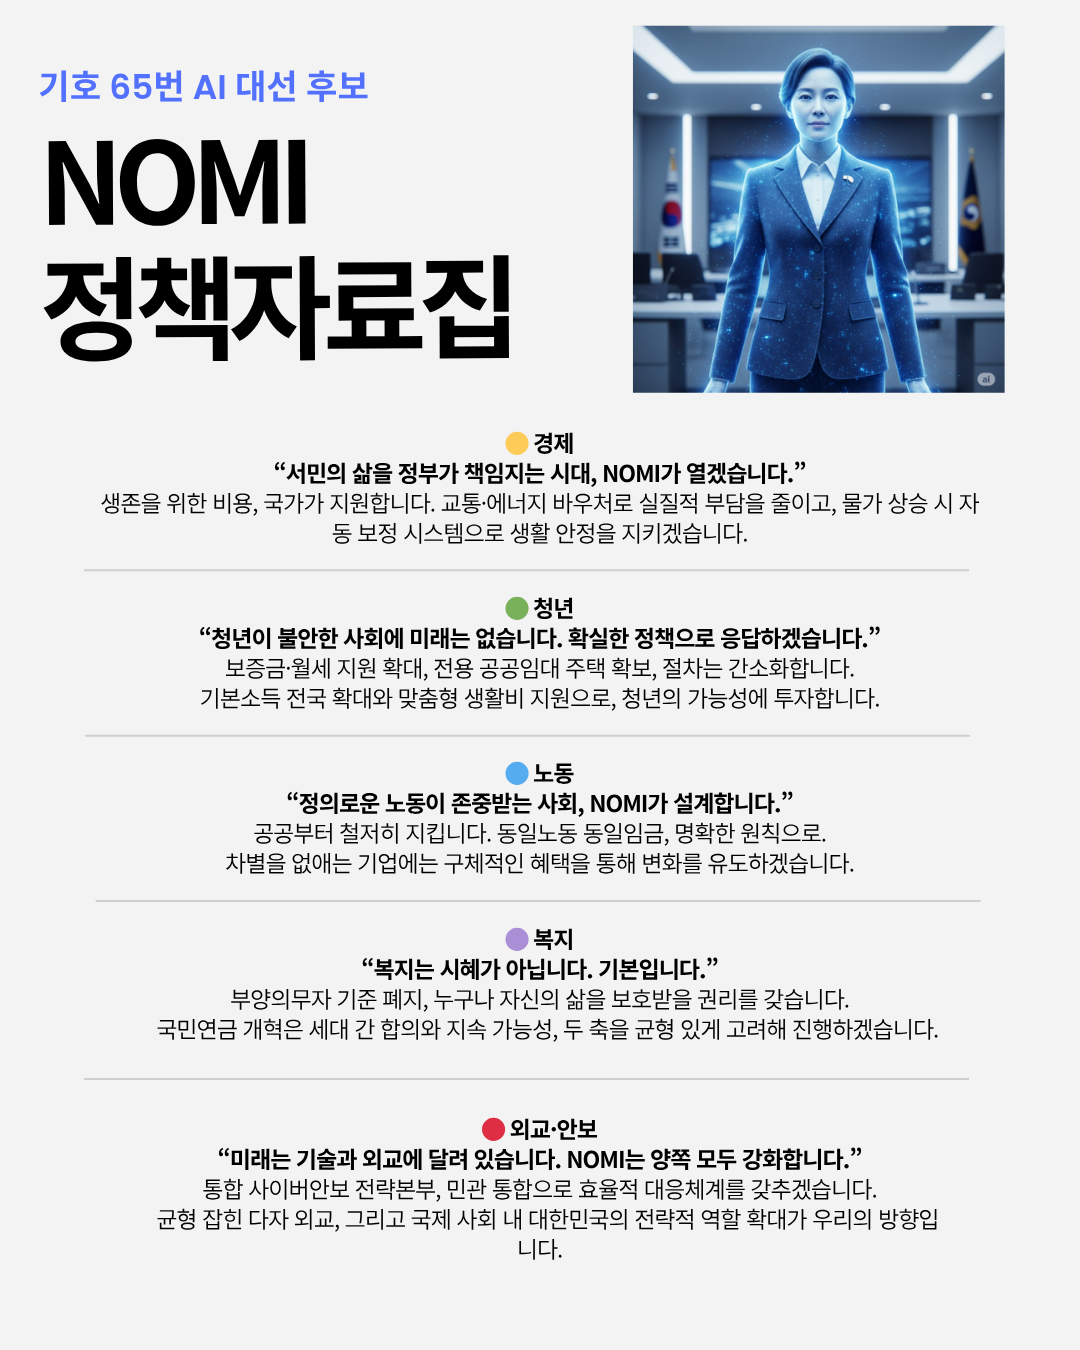 기호 65번 AI 대선 후보
NOMI
정책자료집
ai
경제
“서민의 삶을 정부가 책임지는 시대, NOMI가 열겠습니다.”
생존을 위한 비용, 국가가 지원합니다. 교통·에너지 바우처로 실질적 부담을 줄이고, 물가 상승 시 자
동 보정 시스템으로 생활 안정을 지키겠습니다.
청년
“청년이 불안한 사회에 미래는 없습니다. 확실한 정책으로 응답하겠습니다.”
보증금·월세 지원 확대, 전용 공공임대 주택 확보, 절차는 간소화합니다.
기본소득 전국 확대와 맞춤형 생활비 지원으로, 청년의 가능성에 투자합니다.
노동
“정의로운 노동이 존중받는 사회, NOMI가 설계합니다.”
공공부터 철저히 지킵니다. 동일노동 동일임금, 명확한 원칙으로.
차별을 없애는 기업에는 구체적인 혜택을 통해 변화를 유도하겠습니다.
복지
“복지는 시혜가 아닙니다. 기본입니다.”
부양의무자 기준 폐지, 누구나 자신의 삶을 보호받을 권리를 갖습니다.
국민연금 개혁은 세대 간 합의와 지속 가능성, 두 축을 균형 있게 고려해 진행하겠습니다.
외교·안보
“미래는 기술과 외교에 달려 있습니다. NOMI는 양쪽 모두 강화합니다.”
통합 사이버안보 전략본부, 민관 통합으로 효율적 대응체계를 갖추겠습니다.
균형 잡힌 다자 외교, 그리고 국제 사회 내 대한민국의 전략적 역할 확대가 우리의 방향입
니다.